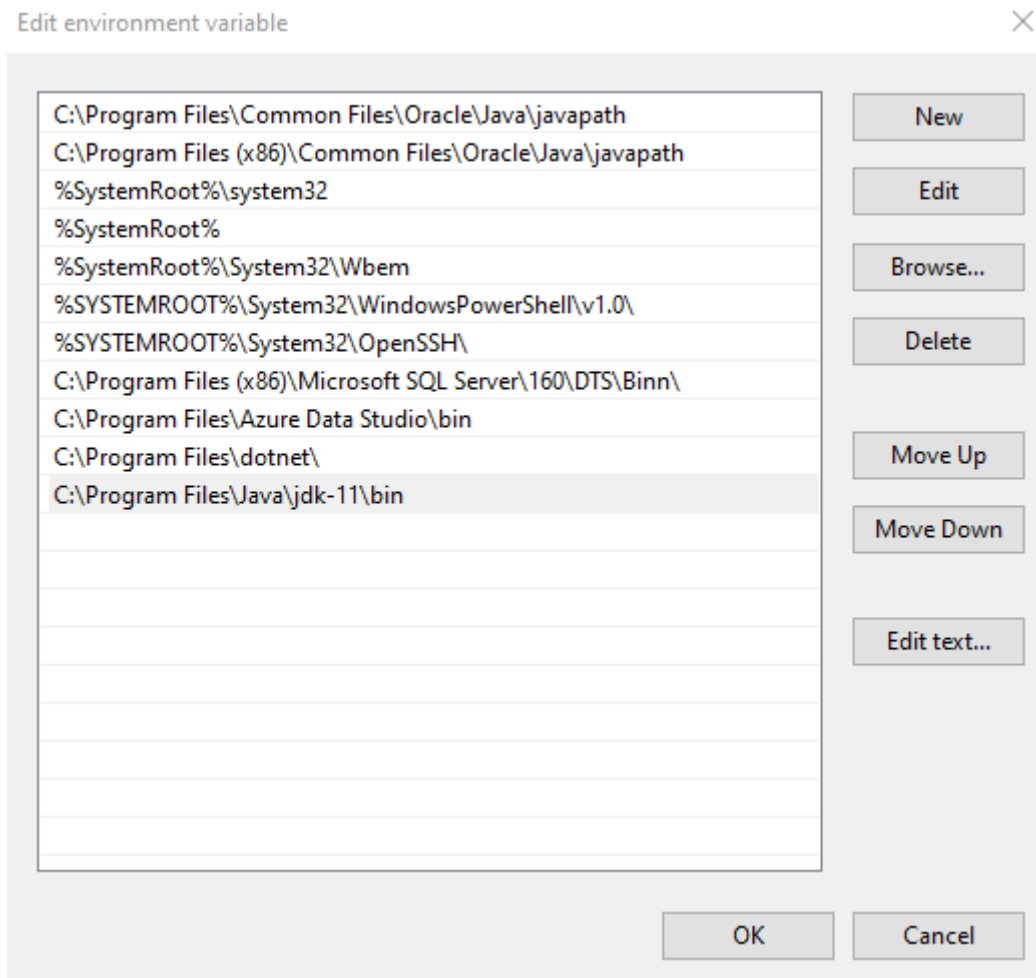 Edit environment variable
C:\Program Files\Common Files\Oracle\Java\javapath
New
C:\Program Files (x86)\Common Files\Oracle\Java\javapath
%SystemRoot%\system32
Edit
%SystemRoot%
%SystemRoot%\System32\Wbem
Browse...
%SYSTEMROOT%\System32\WindowsPowerShell\v1.0\
%SYSTEMROOT%\System32\OpenSSH\
Delete
C:\Program Files (x86)\Microsoft SQL Server\160\DTS\Binn\
C:\Program Files\Azure Data Studio\bin
C:\Program Files\dotnet\
Move Up
C:\Program Files\Java\jdk-11\bin
Move Down
Edit text...
OK
Cancel